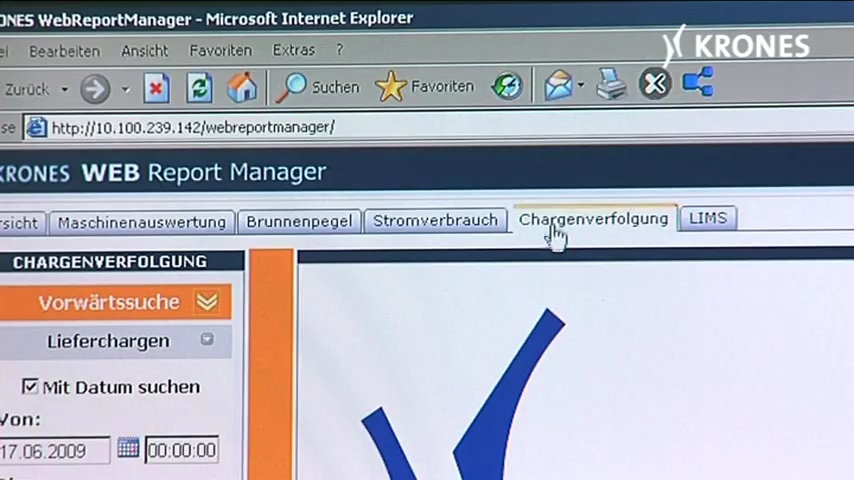 ONES WebReportManager - Microsoft Internet Explorer
ei Bearbeiten Ansicht Favoriten Extras ?
KRONES
Zurück Suchen Favoriten
se http://10.100.239.142/webreportmanager/
KRONES WEB Report Manager
rsicht Maschinenauswertung Brunnenpegel Stromverbrauch Chargenverfolgung LIMS
CHARGENVERFOLGUNG
Vorwärtssuche
Lieferchargen
Mit Datum suchen
Von:
17.06.2009 00:00:00